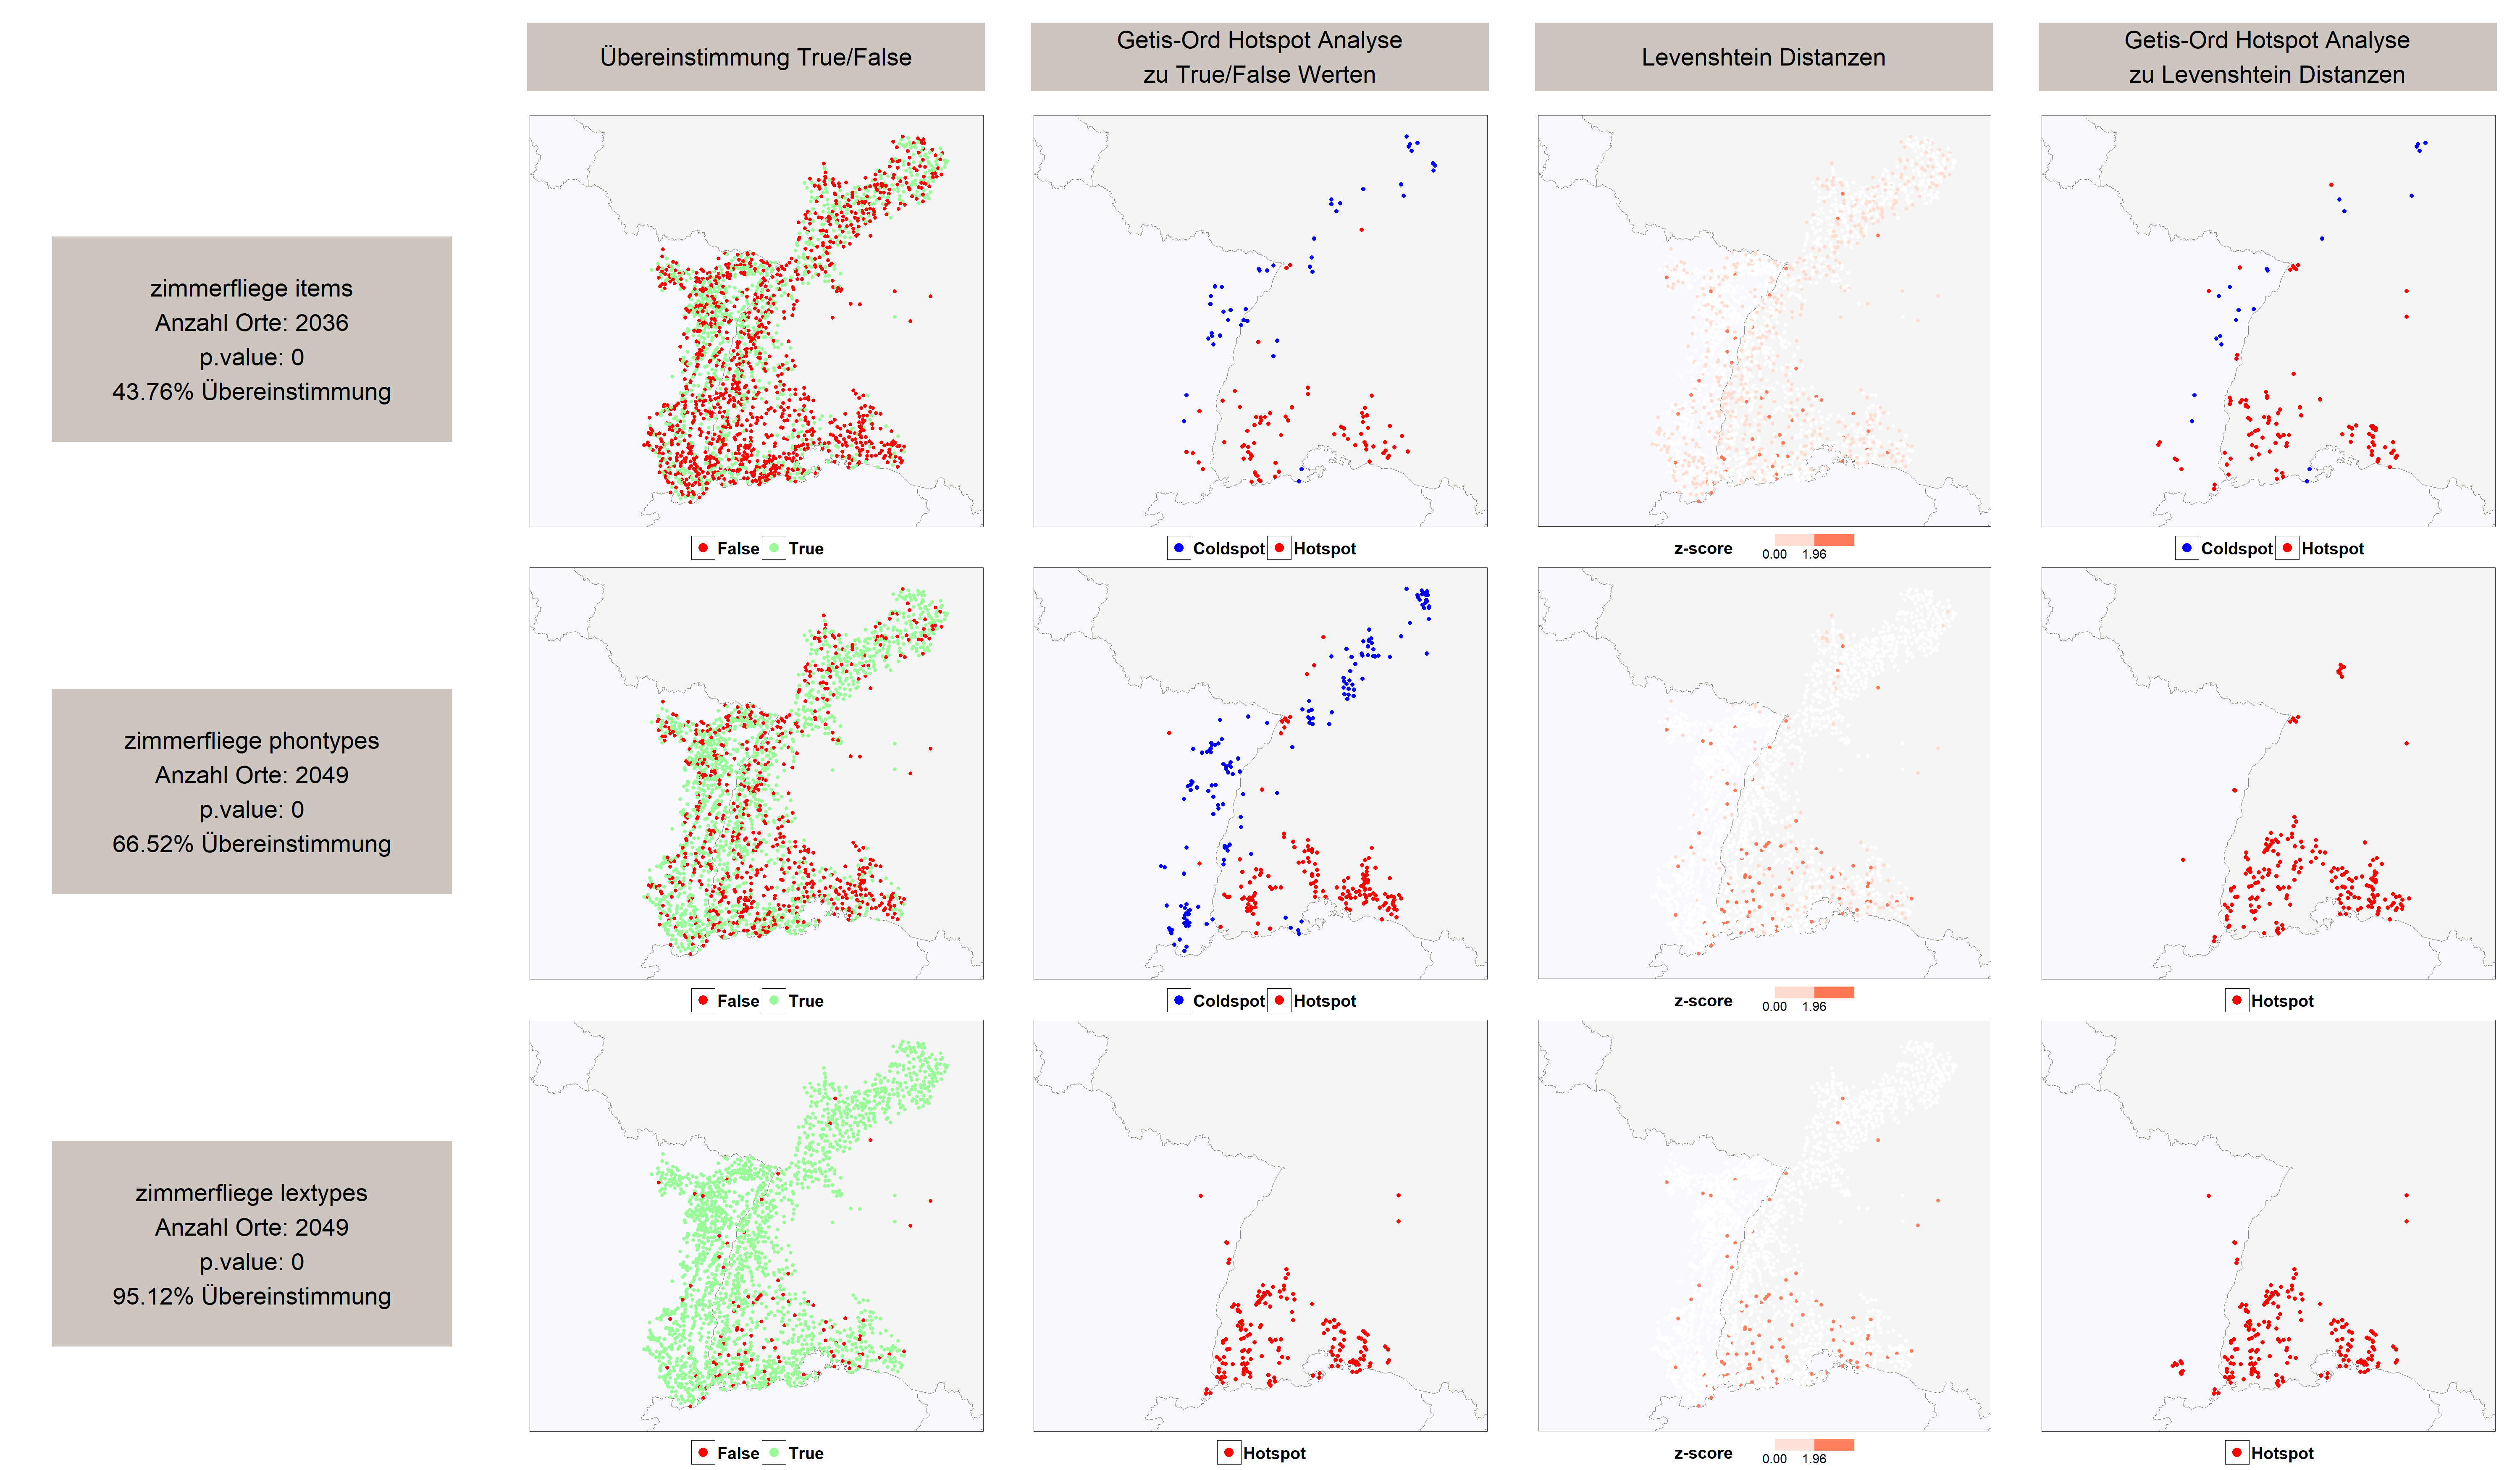 Übereinstimmung True/False
Getis-Ord Hotspot Analyse
zu True/False Werten
Levenshtein Distanzen
Getis-Ord Hotspot Analyse
zu Levenshtein Distanzen
zimmerfliege items
Anzahl Orte: 2036
p.value: 0
43.76% Übereinstimmung
False True
Coldspot Hotspot
z-score
0.00 1.96
Coldspot Hotspot
zimmerfliege phontypes
Anzahl Orte: 2049
p.value: 0
66.52% Übereinstimmung
False True
Coldspot Hotspot
z-score
0.00 1.96
Hotspot
zimmerfliege lextypes
Anzahl Orte: 2049
p.value: 0
95.12% Übereinstimmung
False True
Hotspot
z-score
0.00 1.96
Hotspot